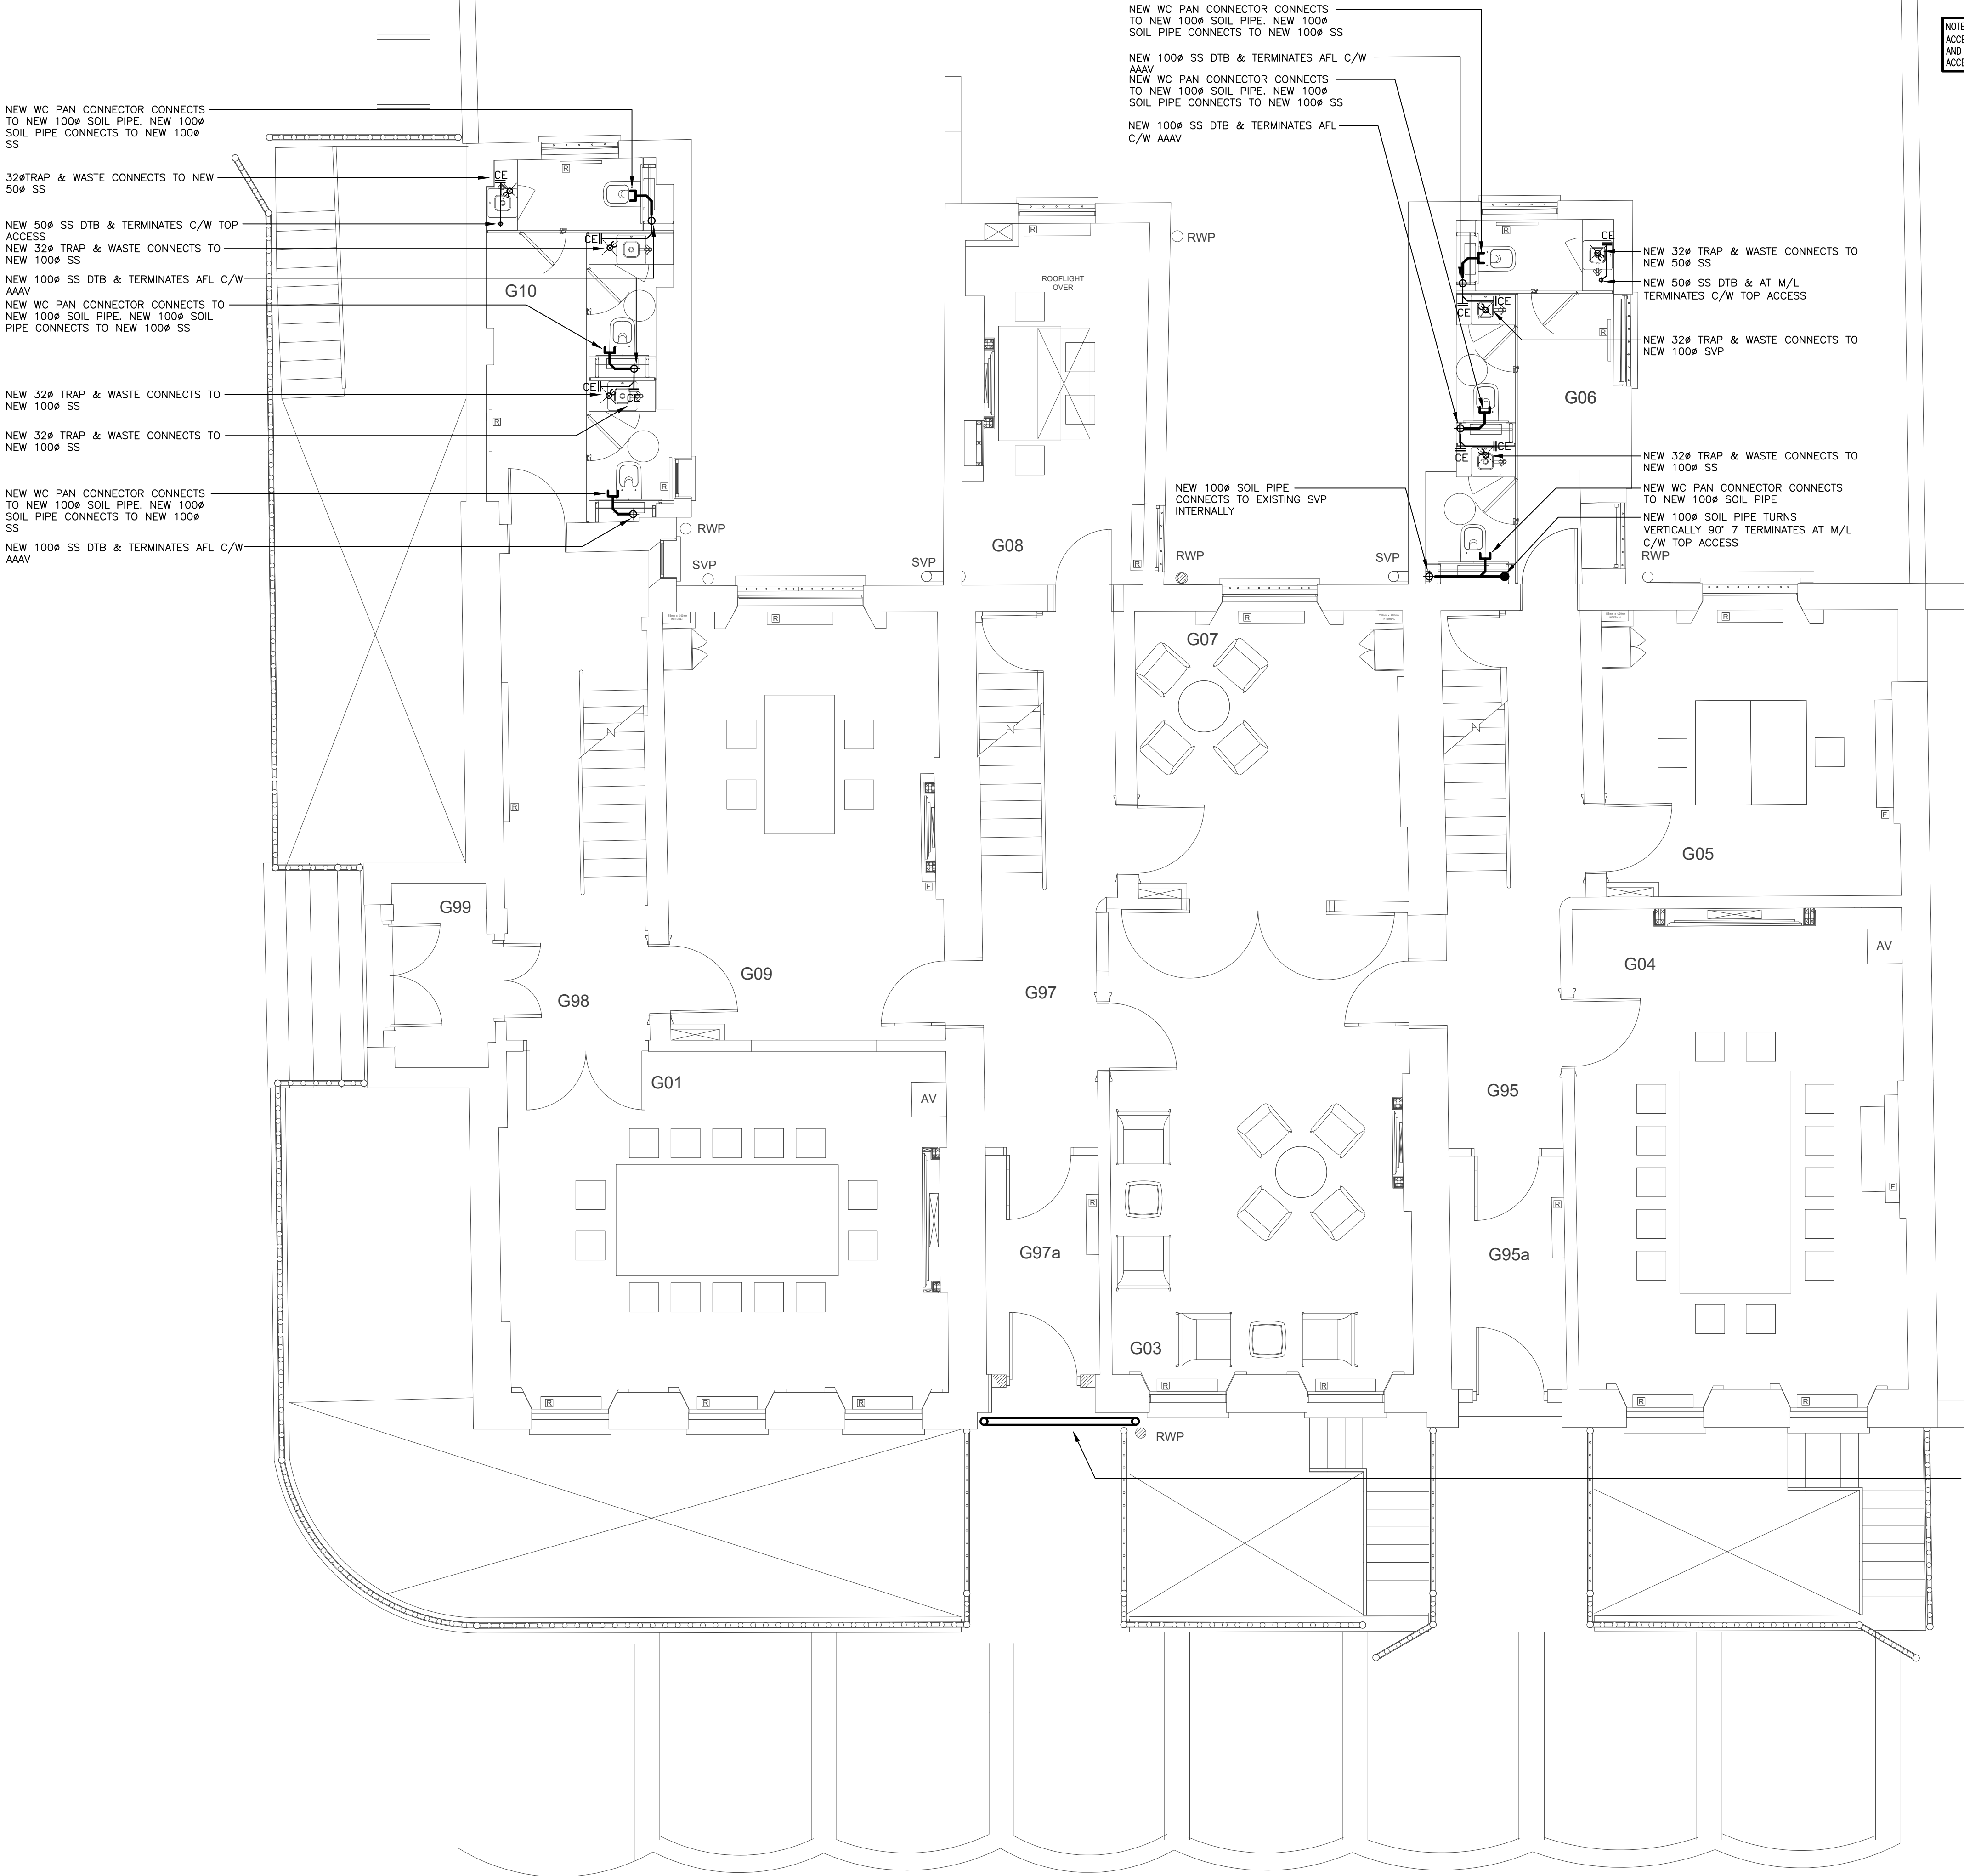 NEW WC PAN CONNECTOR CONNECTS
TO NEW 100ø SOIL PIPE. NEW 100ø
SOIL PIPE CONNECTS TO NEW 100ø SS
NEW 100ø SS DTB & TERMINATES AFL C/W
AAAV
NEW WC PAN CONNECTOR CONNECTS
TO NEW 100ø SOIL PIPE. NEW 100ø
SOIL PIPE CONNECTS TO NEW 100ø SS
NEW 100ø SS DTB & TERMINATES AFL
C/W AAAV
NOTE
ACCE
AND
ACCE
NEW WC PAN CONNECTOR CONNECTS
TO NEW 100ø SOIL PIPE. NEW 100ø
SOIL PIPE CONNECTS TO NEW 100ø
SS
32øTRAP & WASTE CONNECTS TO NEW
50ø SS
NEW 50ø SS DTB & TERMINATES C/W TOP
ACCESS
NEW 32ø TRAP & WASTE CONNECTS TO
NEW 100ø SS
NEW 100ø SS DTB & TERMINATES AFL C/W
AAAV
NEW WC PAN CONNECTOR CONNECTS TO
NEW 100ø SOIL PIPE. NEW 100ø SOIL
PIPE CONNECTS TO NEW 100ø SS
NEW 32ø TRAP & WASTE CONNECTS TO
NEW 100ø SS
NEW 32ø TRAP & WASTE CONNECTS TO
NEW 100ø SS
NEW WC PAN CONNECTOR CONNECTS
TO NEW 100ø SOIL PIPE. NEW 100ø
SOIL PIPE CONNECTS TO NEW 100ø
SS
NEW 100ø SS DTB & TERMINATES AFL C/W
AAAV
CE
R
CE
G10
CE
CE
R
R
RWP
SVP
SVP
R
RWP
ROOFLIGHT
OVER
G08
R
RWP
SVP
NEW 100ø SOIL PIPE
CONNECTS TO EXISTING SVP
INTERNALLY
R
CE
CE
CE
R
G06
CE
CE
NEW 32ø TRAP & WASTE CONNECTS TO
NEW 50ø SS
NEW 50ø SS DTB & AT M/L
TERMINATES C/W TOP ACCESS
NEW 32ø TRAP & WASTE CONNECTS TO
NEW 100ø SVP
NEW 32ø TRAP & WASTE CONNECTS TO
NEW 100ø SS
NEW WC PAN CONNECTOR CONNECTS
TO NEW 100ø SOIL PIPE
NEW 100ø SOIL PIPE TURNS
VERTICALLY 90° 7 TERMINATES AT M/L
C/W TOP ACCESS
RWP
R
R
R
G07
R
F
G05
F
G99
G98
G09
G97
G04
AV
G01
AV
G95
R
G97a
R
G95a
F
G03
R
R
R
R
R
R
R
RWP